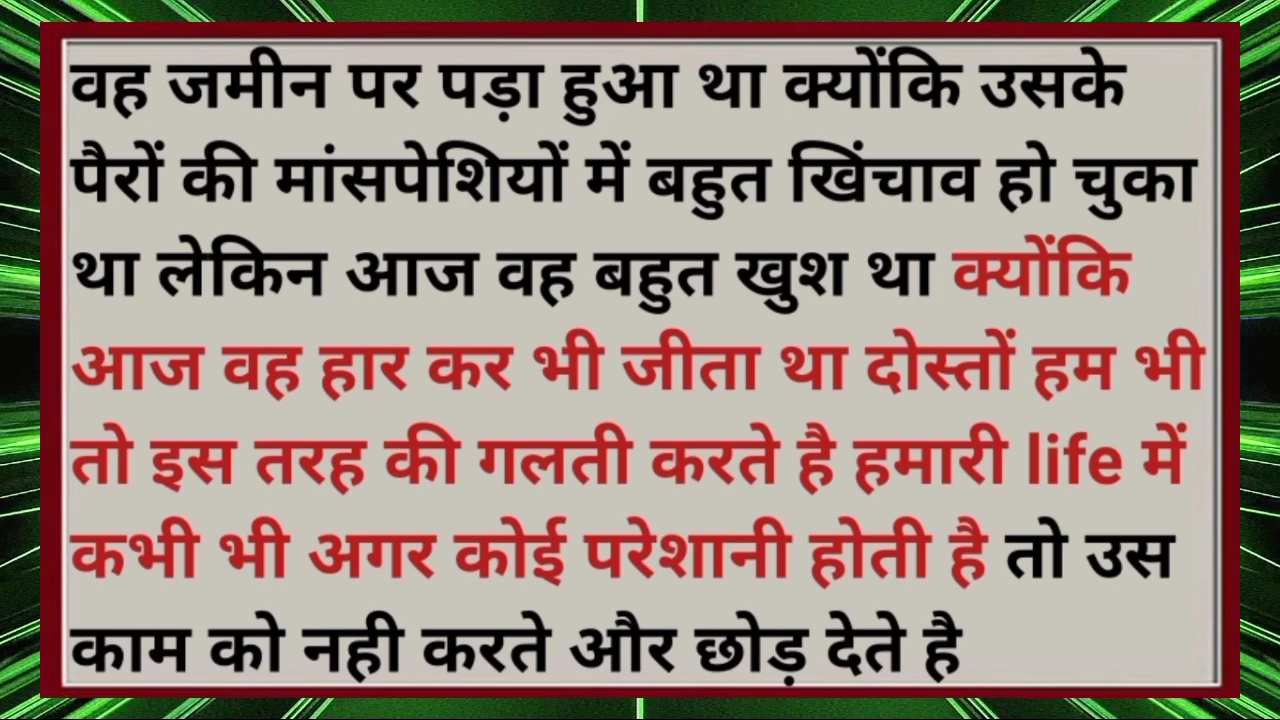 वह जमीन पर पड़ा हुआ था क्योंकि उसके
पैरों की मांसपेशियों में बहुत खिंचाव हो चुका
था लेकिन आज वह बहुत खुश था क्योंकि
आज वह हार कर भी जीता था दोस्तों हम भी
तो इस तरह की गलती करते है हमारी life में
कभी भी अगर कोई परेशानी होती है तो उस
काम को नही करते और छोड़ देते है